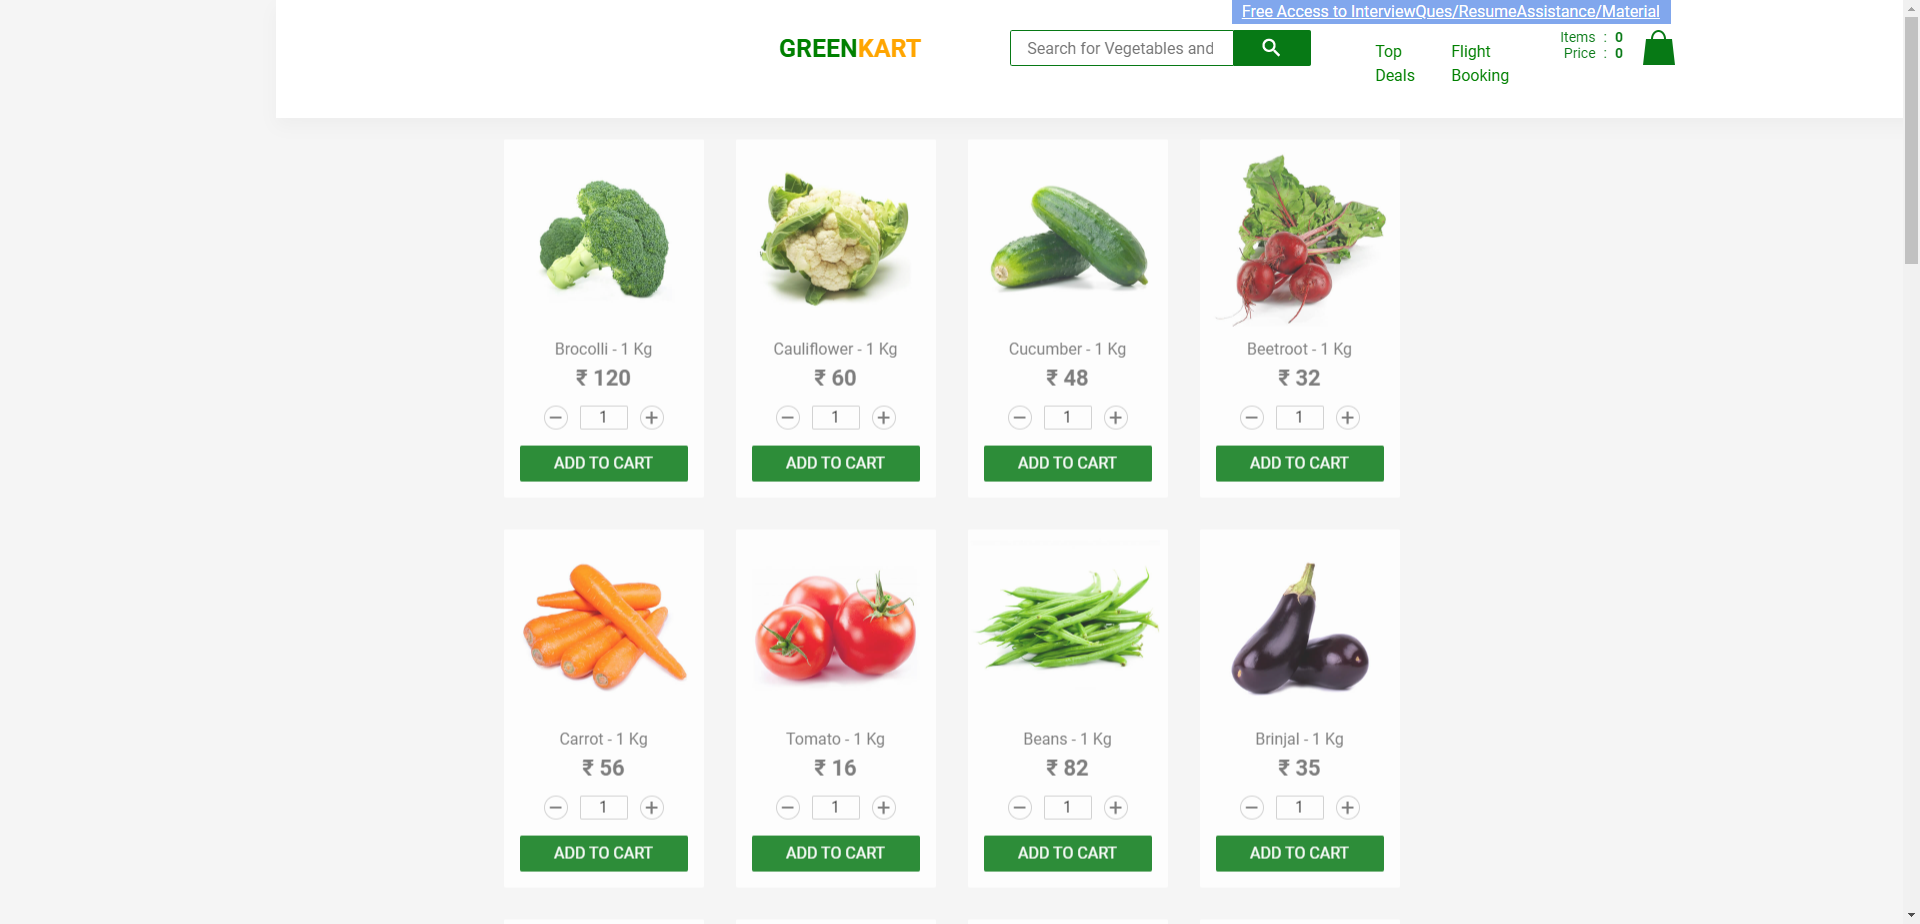 Free Access to InterviewQues/ResumeAssistance/Material
GREENKART
Search for Vegetables and
Top Deals
Flight Booking
Items : 0
Price : 0
Brocolli - 1 Kg
₹ 120
1
ADD TO CART
Cauliflower - 1 Kg
₹ 60
1
ADD TO CART
Cucumber - 1 Kg
₹ 48
1
ADD TO CART
Beetroot - 1 Kg
₹ 32
1
ADD TO CART
Carrot - 1 Kg
₹ 56
1
ADD TO CART
Tomato - 1 Kg
₹ 16
1
ADD TO CART
Beans - 1 Kg
₹ 82
1
ADD TO CART
Brinjal - 1 Kg
₹ 35
1
ADD TO CART